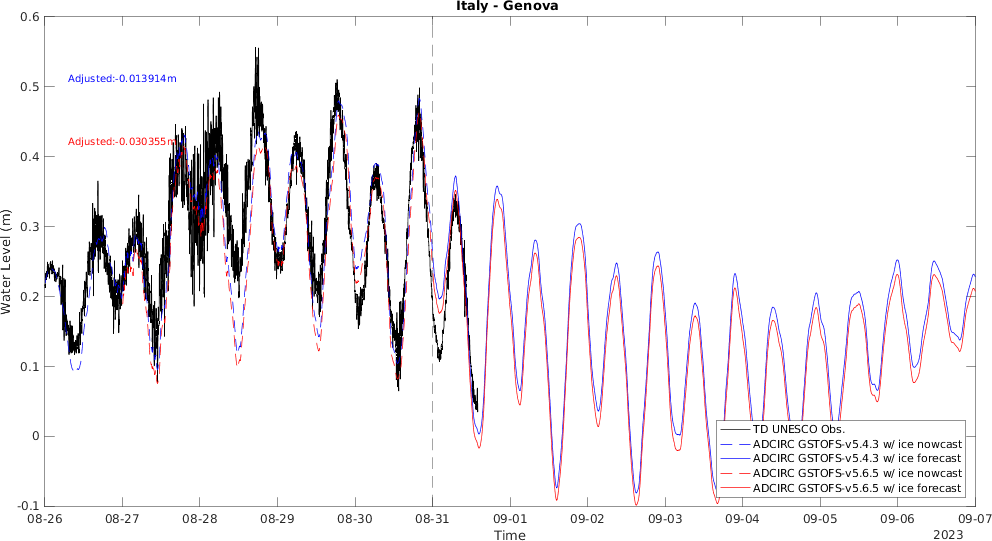 Italy - Genova
0.6
0.5
0.4
0.3
0.2
0.1
0
-0.1
Water Level (m)
Adjusted:-0.013914m
Adjusted:-0.030355m
TD UNESCO Obs.
ADCIRC GSTOFS-v5.4.3 w/ ice nowcast
ADCIRC GSTOFS-v5.4.3 w/ ice forecast
ADCIRC GSTOFS-v5.6.5 w/ ice nowcast
ADCIRC GSTOFS-v5.6.5 w/ ice forecast
08-26 08-27 08-28 08-29 08-30 08-31 09-01 09-02 09-03 09-04 09-05 09-06 09-07
Time
2023